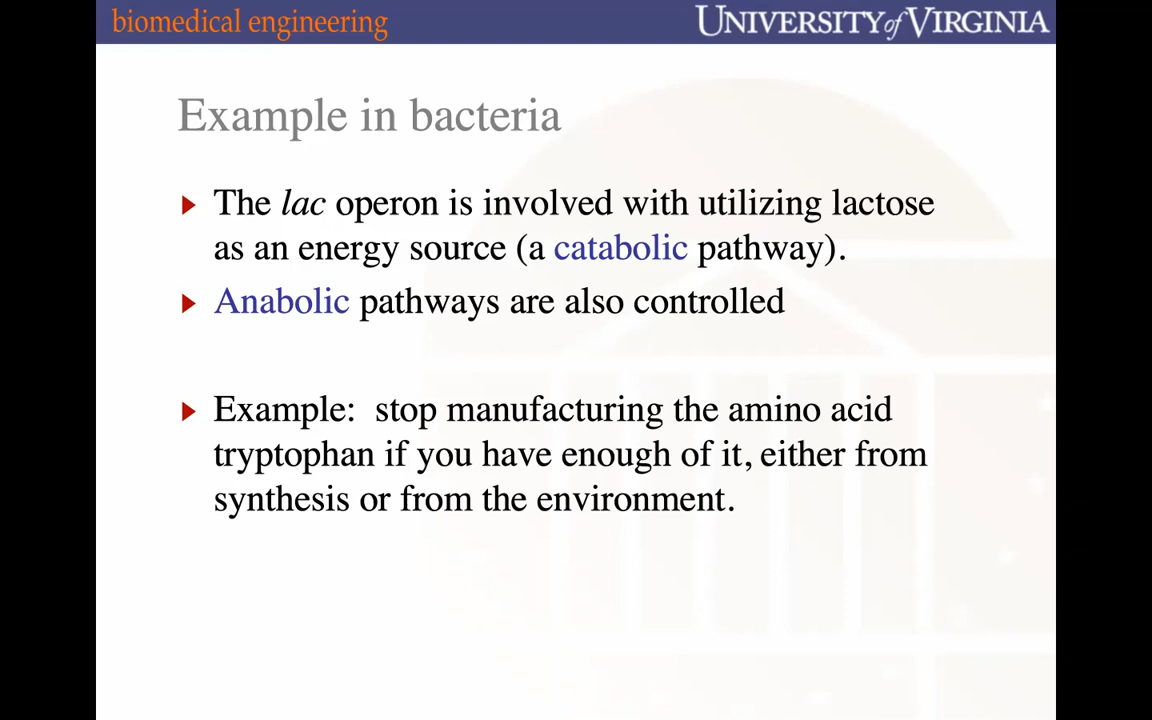 biomedical engineering
UNIVERSITY of VIRGINIA
Example in bacteria
The lac operon is involved with utilizing lactose
as an energy source (a catabolic pathway).
Anabolic pathways are also controlled
Example: stop manufacturing the amino acid
tryptophan if you have enough of it, either from
synthesis or from the environment.